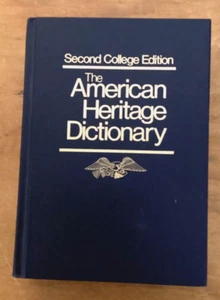 Second College Edition
The
American
Heritage
Dictionary